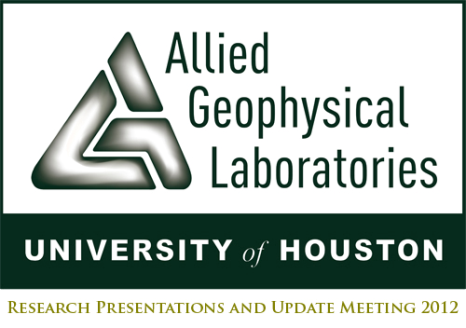 Allied
Geophysical
Laboratories
UNIVERSITY of HOUSTON
RESEARCH PRESENTATIONS AND UPDATE MEETING 2012